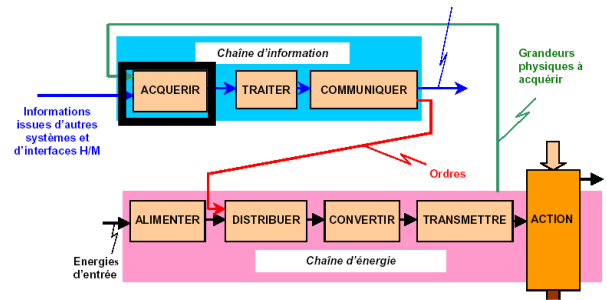 Chaîne d'information
Grandeurs
physiques à
acquérir
ACQUERIR
TRAITER
COMMUNIQUER
Informations
issues d'autres
systèmes et
d'interfaces H/M
Ordres
ALIMENTER
DISTRIBUER
CONVERTIR
TRANSMETTRE
ACTION
Energies
d'entrée
Chaîne d'énergie